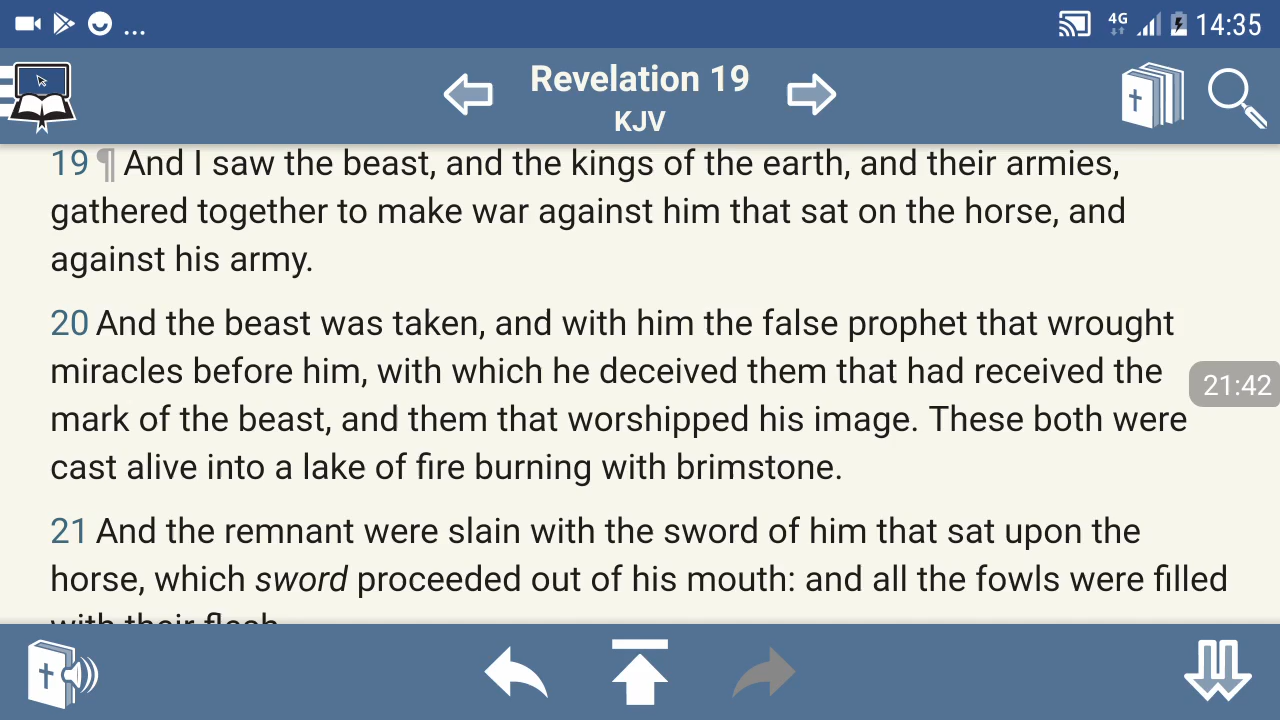 ... 4G 14:35
Revelation 19
KJV
19 ¶ And I saw the beast, and the kings of the earth, and their armies,
gathered together to make war against him that sat on the horse, and
against his army.
20 And the beast was taken, and with him the false prophet that wrought
miracles before him, with which he deceived them that had received the
21:42
mark of the beast, and them that worshipped his image. These both were
cast alive into a lake of fire burning with brimstone.
21 And the remnant were slain with the sword of him that sat upon the
horse, which sword proceeded out of his mouth: and all the fowls were filled
with their flesh